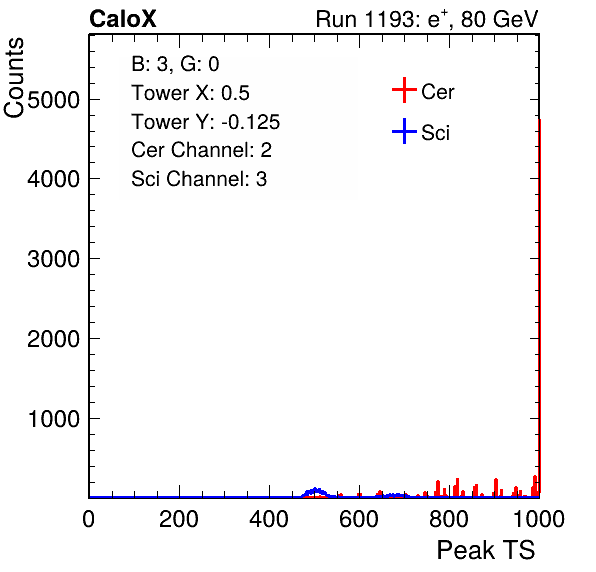 CaloX Run 1193: e⁺, 80 GeV
Counts
B: 3, G: 0
Tower X: 0.5
Tower Y: -0.125
Cer Channel: 2
Sci Channel: 3
Cer
Sci
5000
4000
3000
2000
1000
0 200 400 600 800 1000
Peak TS